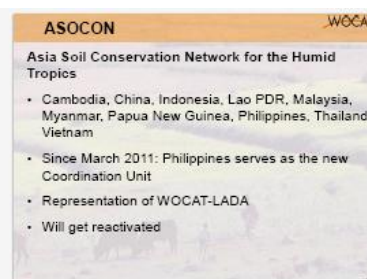 ASOCON
WOCA
Asia Soil Conservation Network for the Humid
Tropics
• Cambodia, China, Indonesia, Lao PDR, Malaysia,
Myanmar, Papua New Guinea, Philippines, Thailand
Vietnam
• Since March 2011: Philippines serves as the new
Coordination Unit
• Representation of WOCAT-LADA
• Will get reactivated